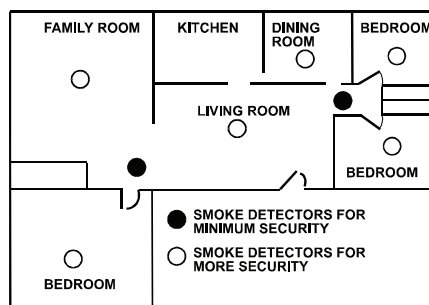 FAMILY ROOM
KITCHEN
DINING
ROOM
BEDROOM
LIVING ROOM
BEDROOM
SMOKE DETECTORS FOR
MINIMUM SECURITY
SMOKE DETECTORS FOR
MORE SECURITY
BEDROOM